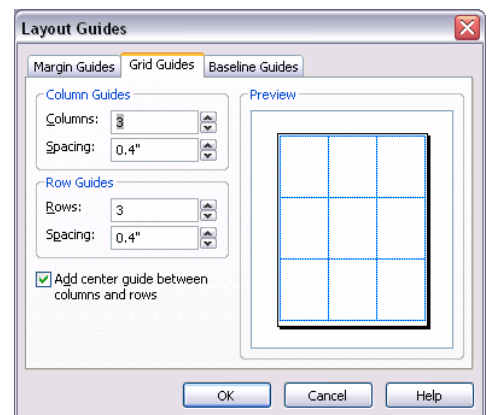 Layout Guides
Margin Guides Grid Guides Baseline Guides
Column Guides
Columns: 3
Spacing: 0.4"
Row Guides
Rows: 3
Spacing: 0.4"
Add center guide between
columns and rows
Preview
OK Cancel Help